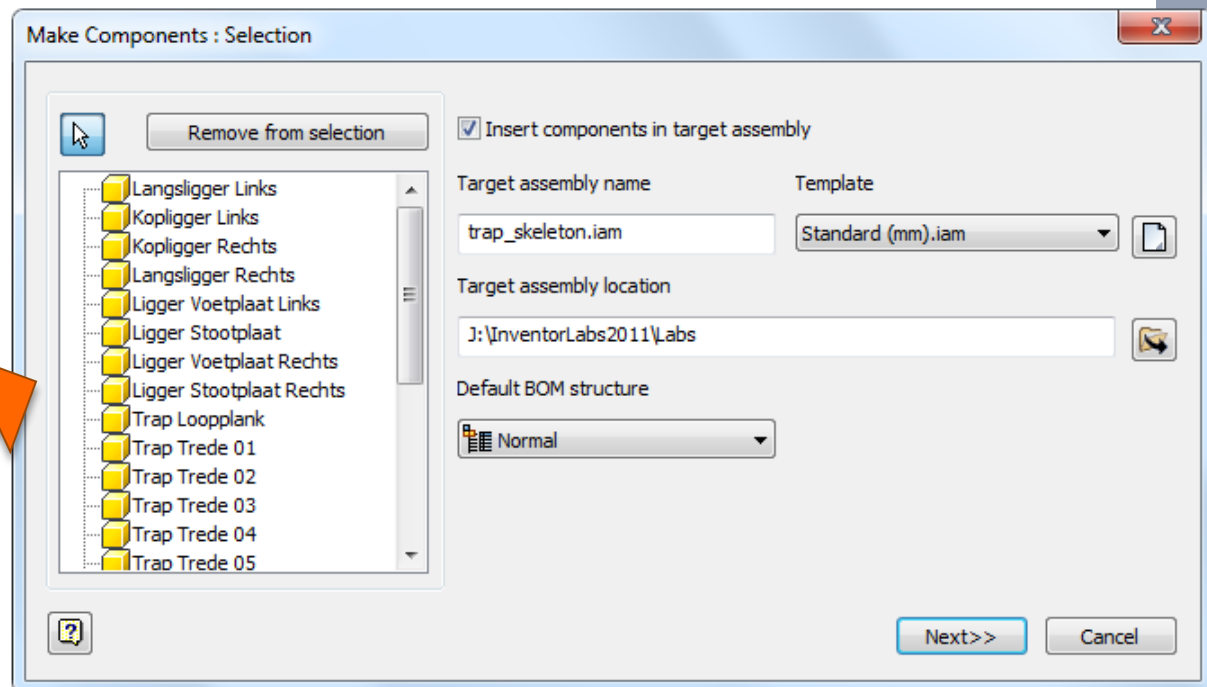 Make Components : Selection
Remove from selection
Langsligger Links
Kopligger Links
Kopligger Rechts
Langsligger Rechts
Ligger Voetplaat Links
Ligger Stootplaat
Ligger Voetplaat Rechts
Ligger Stootplaat Rechts
Trap Loopplank
Trap Trede 01
Trap Trede 02
Trap Trede 03
Trap Trede 04
Trap Trede 05
Insert components in target assembly
Target assembly name
Template
trap_skeleton.iam
Standard (mm).iam
Target assembly location
J:\InventorLabs2011\Labs
Default BOM structure
Normal
Next>>
Cancel